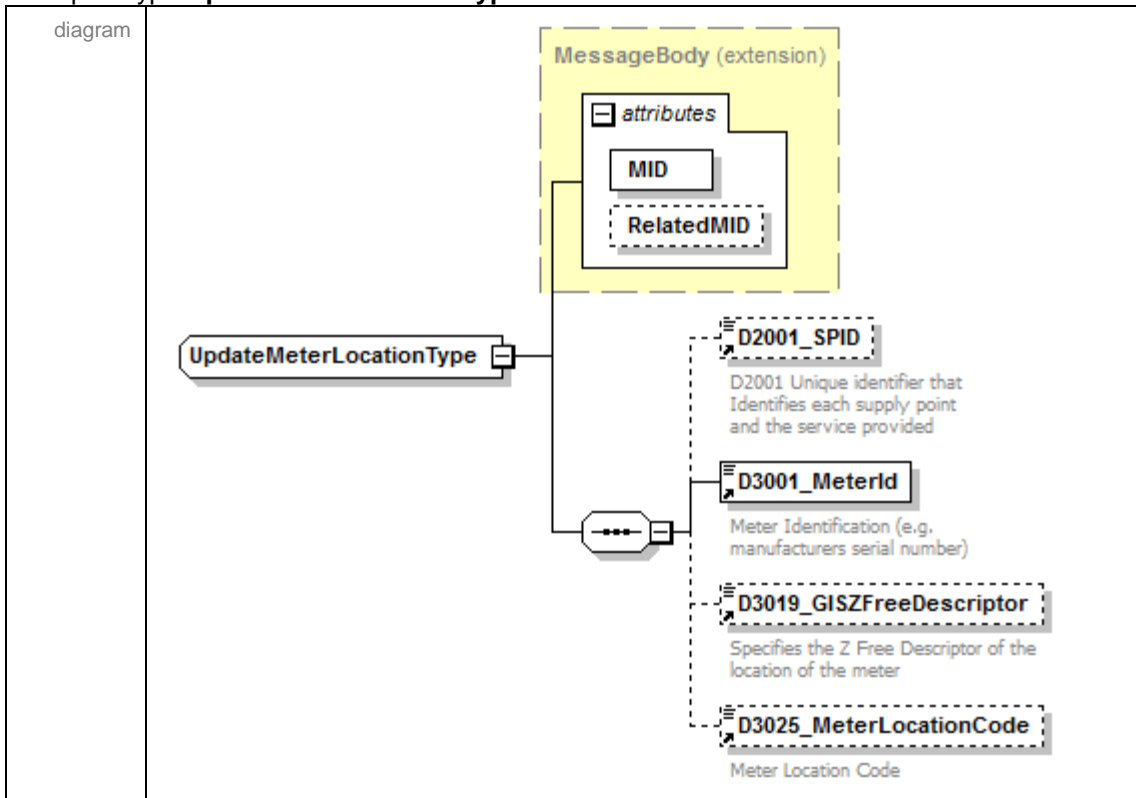 diagram
MessageBody (extension)
attributes
MID
RelatedMID
UpdateMeterLocationType
D2001_SPID
D2001 Unique identifier that
Identifies each supply point
and the service provided
D3001_MeterId
Meter Identification (e.g.
manufacturers serial number)
D3019_GISZFreeDescriptor
Specifies the Z Free Descriptor of the
location of the meter
D3025_MeterLocationCode
Meter Location Code